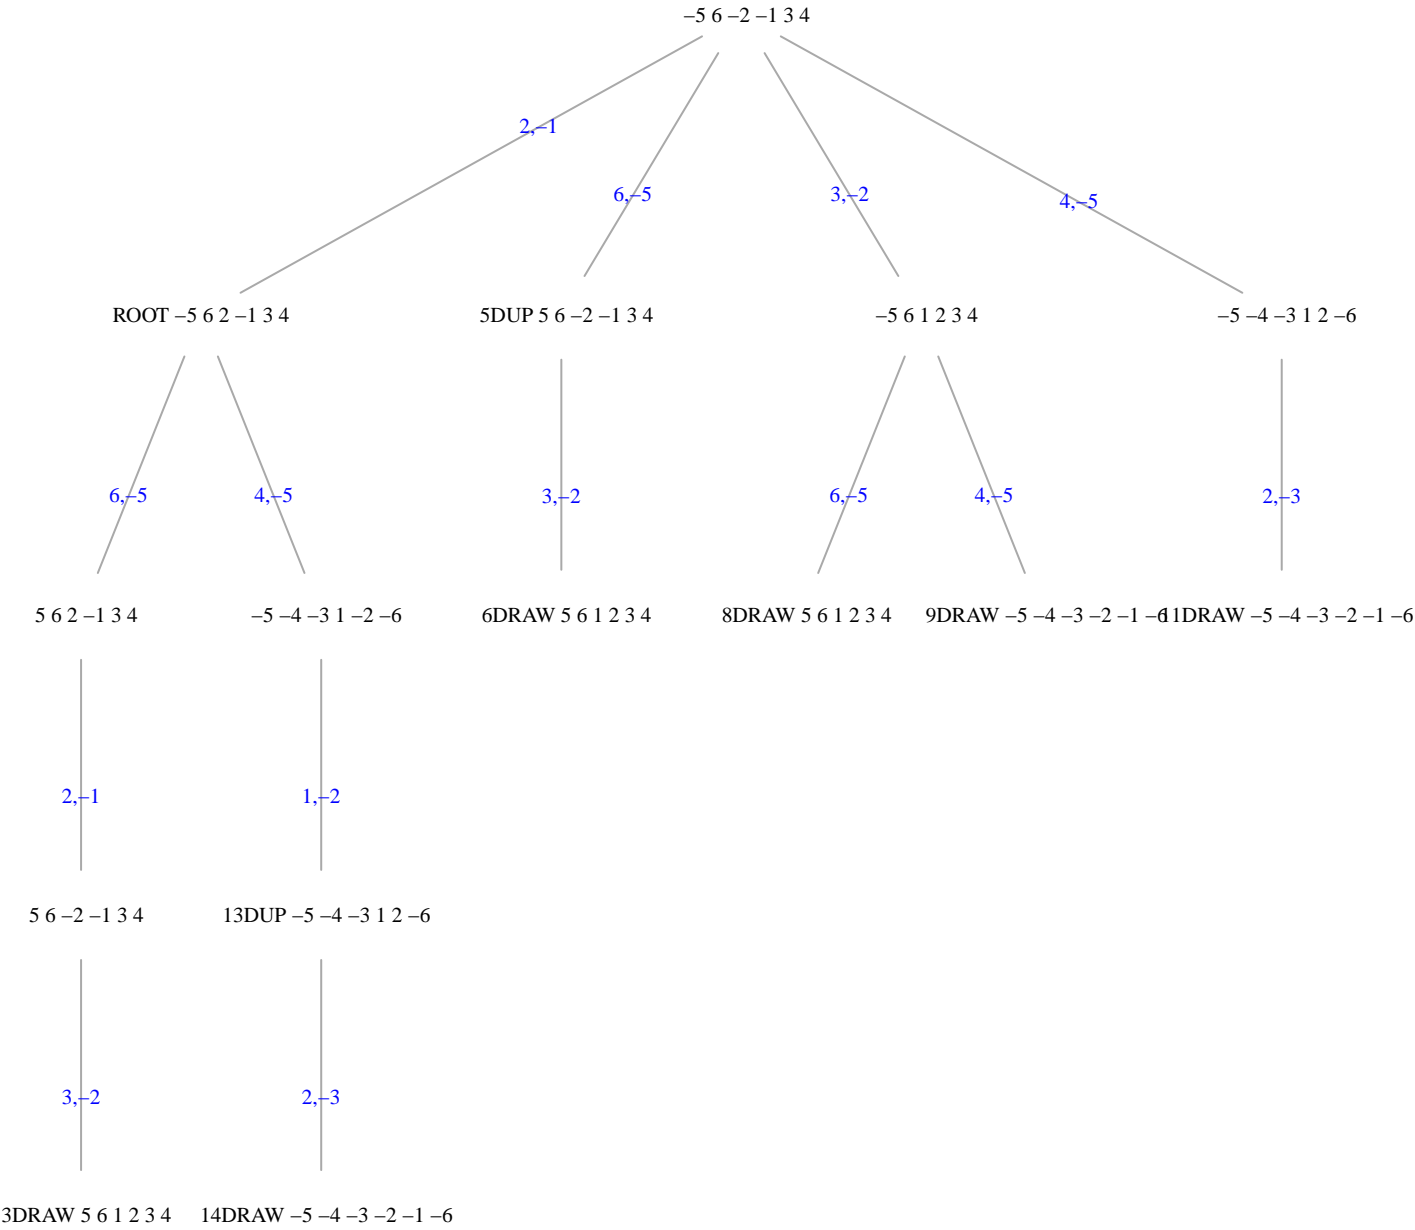 –5 6 –2 –1 3 4
2,–1
6,–5
3,–2
4,–5
ROOT –5 6 2 –1 3 4
5DUP 5 6 –2 –1 3 4
–5 6 1 2 3 4
–5 –4 –3 1 2 –6
6,–5
4,–5
3,–2
6,–5
4,–5
2,–3
5 6 2 –1 3 4
–5 –4 –3 1 –2 –6
6DRAW 5 6 1 2 3 4
8DRAW 5 6 1 2 3 4
9DRAW –5 –4 –3 –2 –1 –6
11DRAW –5 –4 –3 –2 –1 –6
2,–1
1,–2
5 6 –2 –1 3 4
13DUP –5 –4 –3 1 2 –6
3,–2
2,–3
3DRAW 5 6 1 2 3 4
14DRAW –5 –4 –3 –2 –1 –6